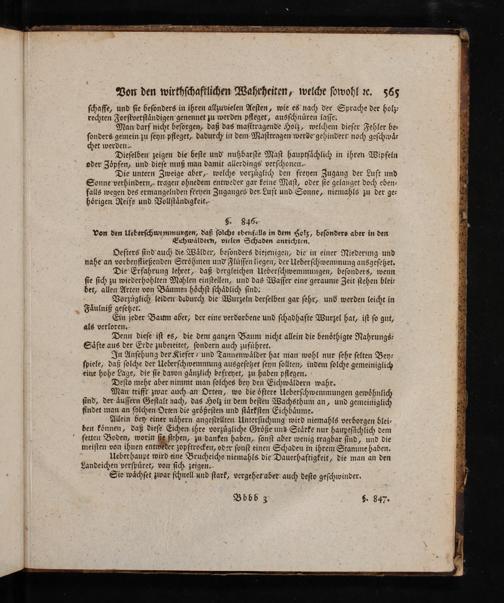 Von den wirthschaftlichen Wahrheiten, welche sowohl ꝛc. 565
schaffe, und sie besonders in ihren allzuvielen Aesten, wie es nach der Sprache der holz-
rechten Forstverständigen genennet zu werden pfleget, ausschnüren lasse.
Man darf nicht besorgen, daß das masttragende Holz, welchem dieser Fehler be-
sonders gemein zu seyn pfleget, dadurch in dem Masttragen werde gehindert noch geschwä-
chet werden.
Dieselben zeigen die beste und nutzbarste Mast hauptsächlich in ihren Wipfeln
oder Zöpfen, und diese muß man damit allerdings verschonen.
Die untern Zweige aber, welche vorzüglich den freyen Zugang der Luft und
Sonne verhindern, tragen ohnedem entweder gar keine Mast, oder sie gelanget doch eben-
falls wegen des ermangelnden freyen Zuganges der Luft und Sonne, niemahls zu der ge-
hörigen Reife und Vollständigkeit.
§. 846.
Von den Ueberschwemmungen, daß solche ebenfalls in dem Holz, besonders aber in den
Eichwäldern, vielen Schaden anrichten.
Oefters sind auch die Wälder, besonders diejenigen, die in einer Niederung und
nahe an vorbeyfliessenden Ströhmen und Flüssen liegen, der Ueberschwemmung ausgesetzet.
Die Erfahrung lehret, daß dergleichen Ueberschwemmungen, besonders, wenn
sie sich zu wiederhohlten Mahlen einstellen, und das Wasser eine geraume Zeit stehen blei-
bet, allen Arten von Bäumen höchst schädlich sind.
Vorzüglich leiden dadurch die Wurzeln derselben gar sehr, und werden leicht in
Fäulniß gesetzet.
Ein jeder Baum aber, der eine verdorbene und schadhafte Wurzel hat, ist so gut,
als verloren.
Denn diese ist es, die dem ganzen Baum nicht allein die benöthigte Nahrungs-
Säfte aus der Erde zubereitet, sondern auch zuführet.
In Ansehung der Kiefer- und Tannenwälder hat man wohl nur sehr selten Bey-
spiele, daß solche der Ueberschwemmung ausgesetzet seyn sollten, indem solche gemeiniglich
eine hohe Lage, die sie davon gänzlich befreyet, zu haben pflegen.
Desto mehr aber nimmt man solches bey den Eichwäldern wahr.
Man trifft zwar auch an Orten, wo die öftere Ueberschwemmungen gewöhnlich
sind, der äussern Gestalt nach, das Holz in dem besten Wachsthum an, und gemeiniglich
findet man an solchen Orten die größesten und stärksten Eichbäume.
Allein bey einer nähern angestellten Untersuchung wird niemahls verborgen blei-
ben können, daß diese Eichen ihre vorzügliche Größe und Stärke nur hauptsächlich dem
fetten Boden, worin sie stehen, zu danken haben, sonst aber wenig tragbar sind, und die
meisten von ihnen entweder zopftrocken, oder sonst einen Schaden in ihrem Stamme haben.
Ueberhaupt wird eine Brucheiche niemahls die Dauerhaftigkeit, die man an den
Landeichen verspüret, von sich zeigen.
Sie wächset zwar schnell und stark, vergehet aber auch desto geschwinder.
Bbbb 3 §. 847.